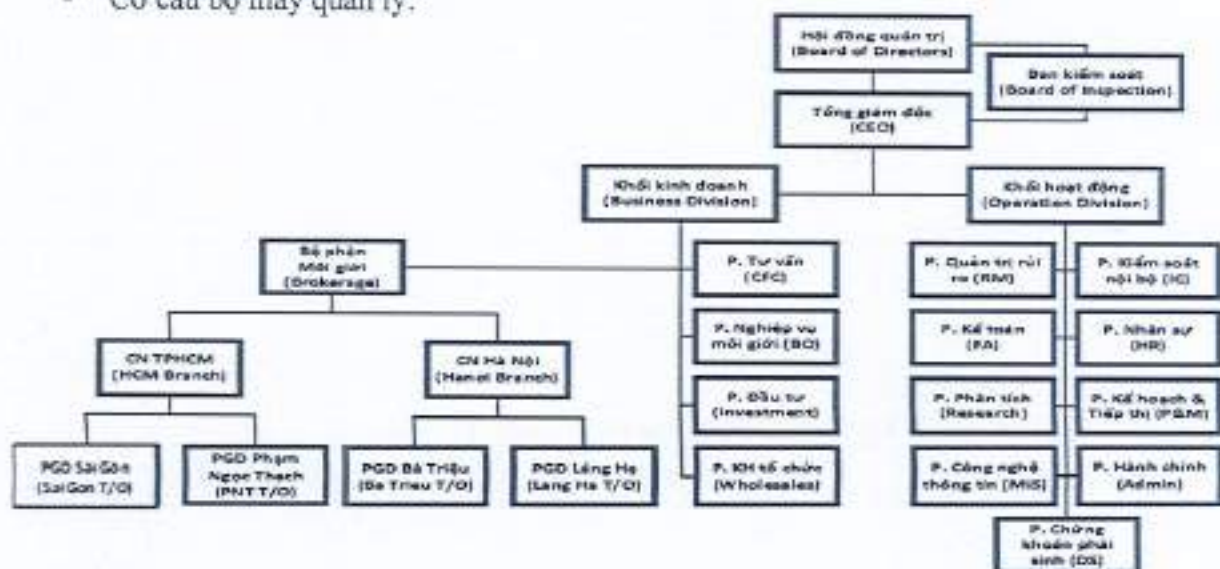 - Cơ cấu bộ máy quản lý:
Hội đồng quản trị
(Board of Directors)
Ban kiểm soát
(Board of Inspection)
Tổng giám đốc
(CEO)
Khối kinh doanh
(Business Division)
Khối hoạt động
(Operation Division)
Bộ phận
Môi giới
(Brokerage)
P. Tư vấn
(CFC)
P. Quản trị rủi
ro (RM)
P. Kiểm soát
nội bộ (IC)
CN TPHCM
(HCM Branch)
CN Hà Nội
(Hanoi Branch)
P. Nghiệp vụ
môi giới (BO)
P. Kế toán
(FA)
P. Nhân sự
(HR)
P. Đầu tư
(Investment)
P. Phân tích
(Research)
P. Kế hoạch &
Tiếp thị (P&M)
PGD Sài Gòn
(SaiGon T/O)
PGD Phạm
Ngọc Thạch
(PNT T/O)
PGD Bà Triệu
(Ba Trieu T/O)
PGD Láng Hạ
(Lang Ha T/O)
P. KH tổ chức
(Wholesales)
P. Công nghệ
thông tin (MIS)
P. Hành chính
(Admin)
P. Chứng
khoán phái
sinh (DS)